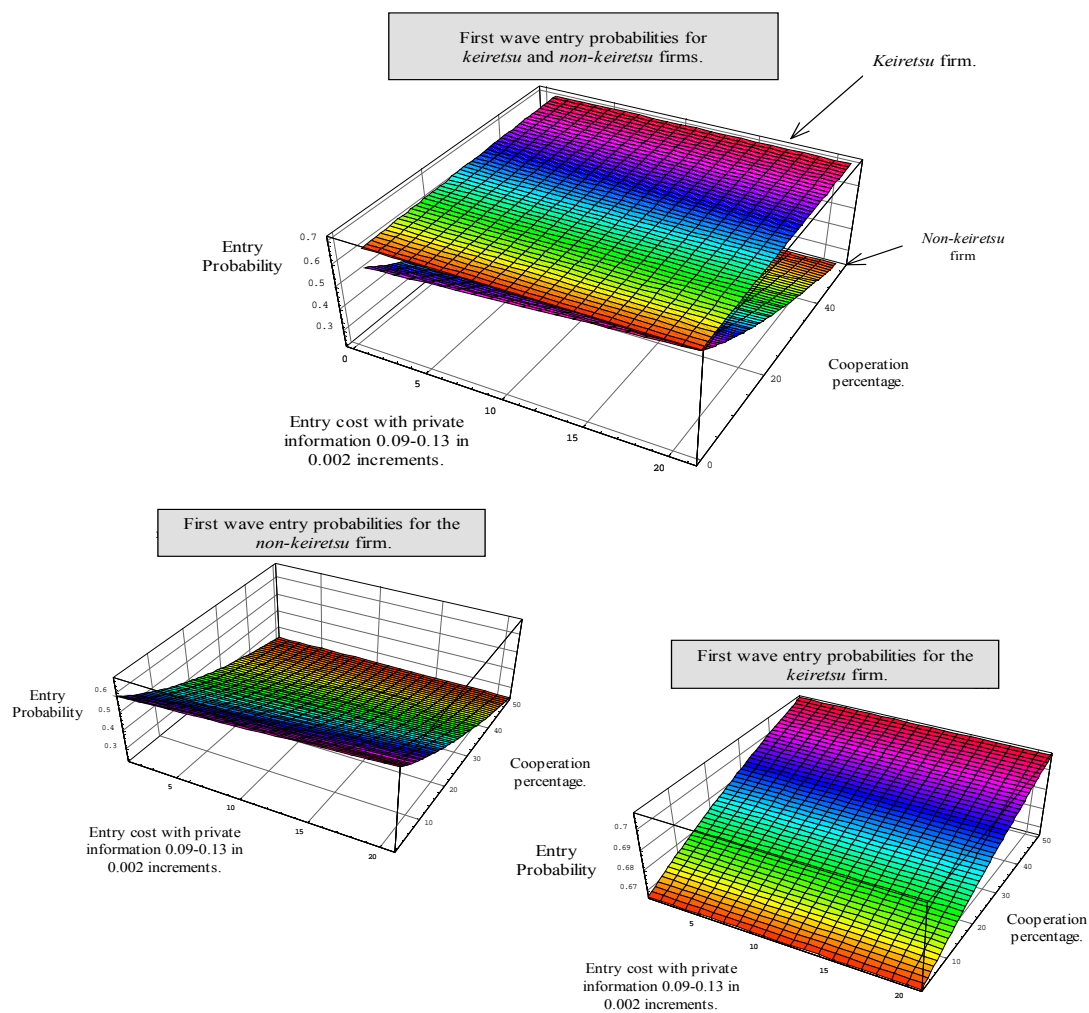 First wave entry probabilities for
keiretsu and non-keiretsu firms.
Keiretsu firm.
Non-keiretsu
firm
Entry
Probability
0.7
0.6
0.5
0.4
0.3
0
5
10
15
20
0
20
40
Cooperation
percentage.
Entry cost with private
information 0.09-0.13 in
0.002 increments.
First wave entry probabilities for the
non-keiretsu firm.
Entry
Probability
0.6
0.5
0.4
0.3
5
10
15
20
10
20
30
40
50
Cooperation
percentage.
Entry cost with private
information 0.09-0.13 in
0.002 increments.
First wave entry probabilities for the
keiretsu firm.
Entry
Probability
0.7
0.69
0.68
0.67
5
10
15
20
10
20
30
40
50
Cooperation
percentage.
Entry cost with private
information 0.09-0.13 in
0.002 increments.